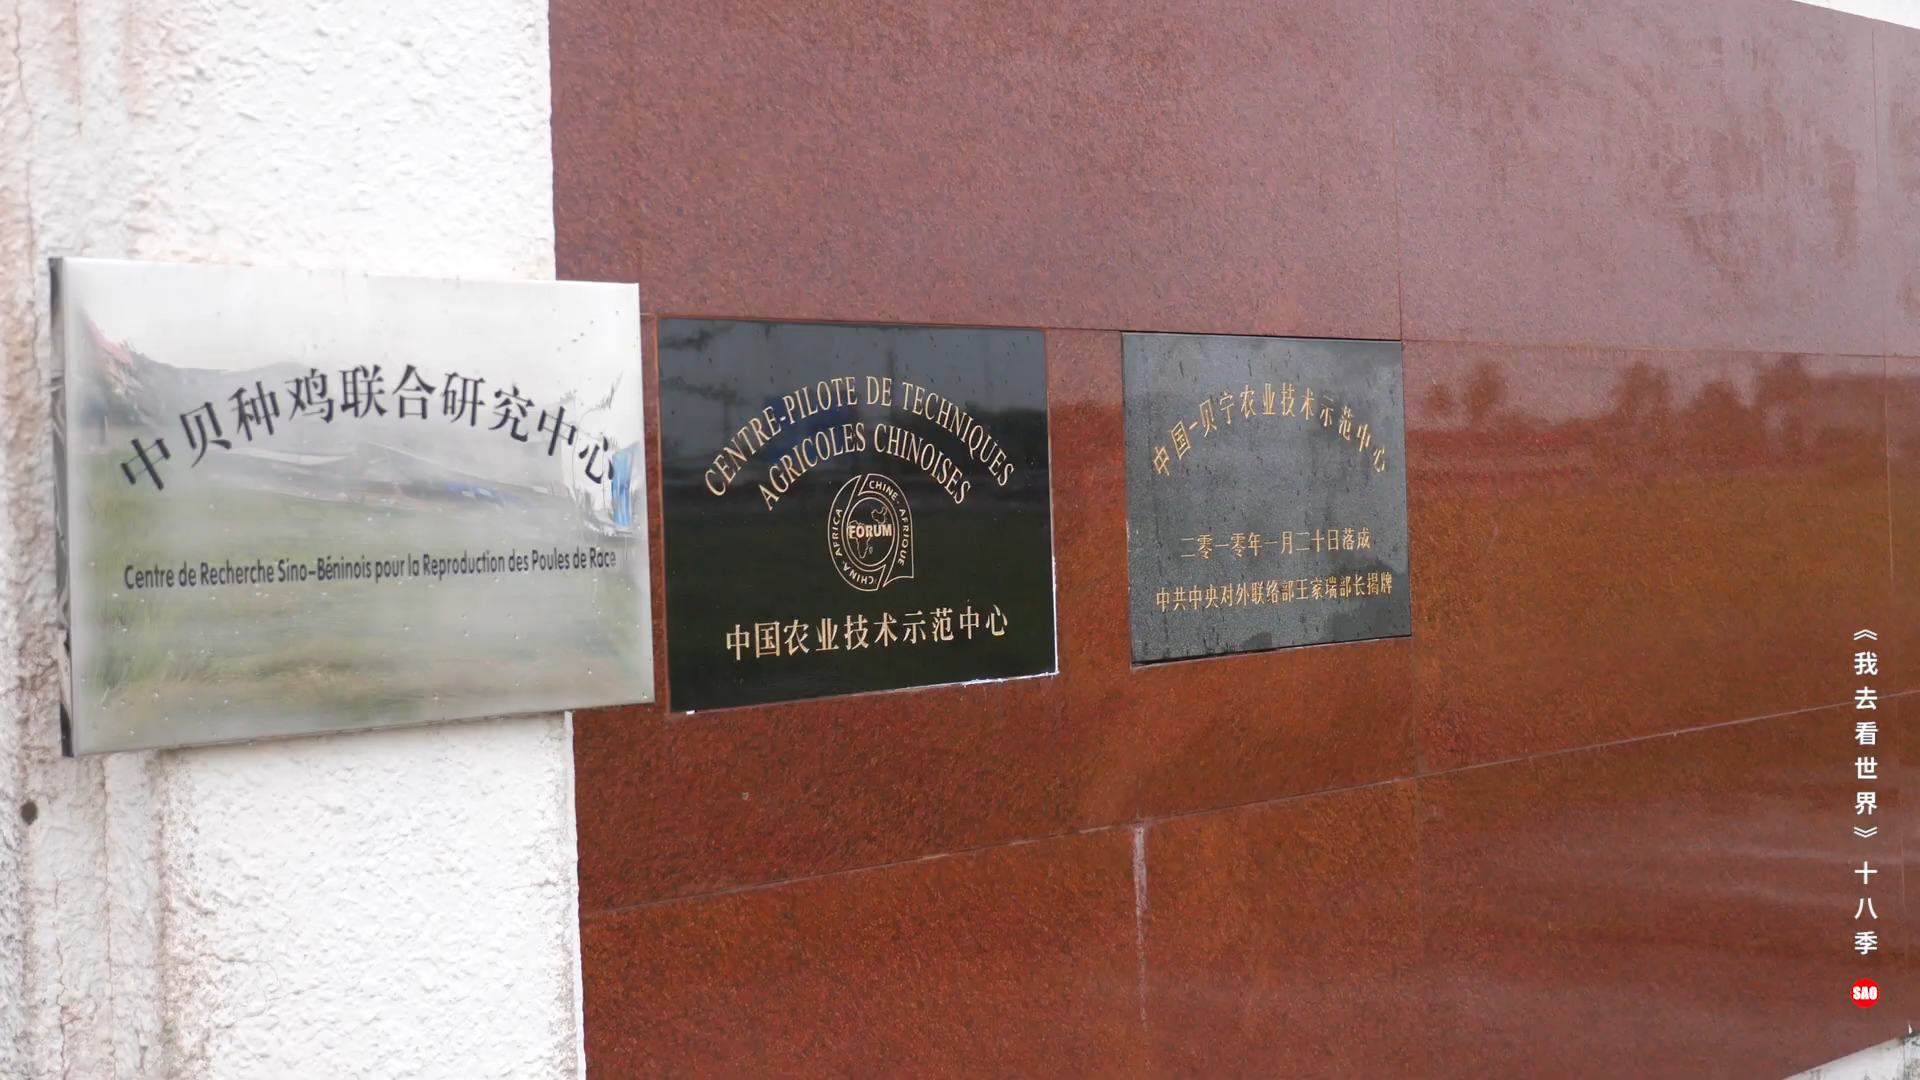 中贝种鸡联合研究中心
Centre de Recherche Sino-Béninois pour la Reproduction des Poules de Race
CENTRE-PILOTE DE TECHNIQUES
AGRICOLES CHINOISES
CHINE-AFRIQUE
FORUM
CHINA-AFRICA
中国农业技术示范中心
中国-贝宁农业技术示范中心
二零一零年一月二十日落成
中共中央对外联络部王家瑞部长揭牌
《我去看世界》十八季
SAO